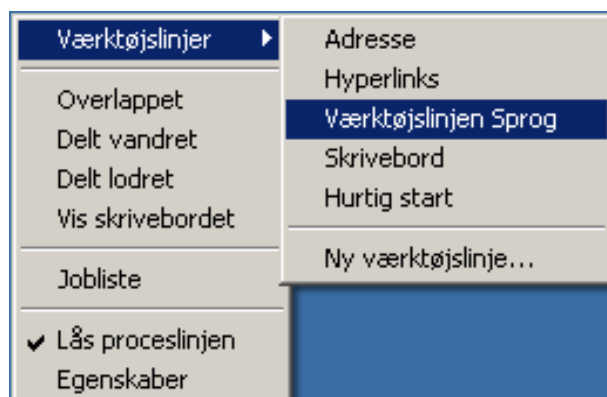 Værktøjslinjer
Overlappet
Delt vandret
Delt lodret
Vis skrivebordet
Jobliste
Lås proceslinjen
Egenskaber
Adresse
Hyperlinks
Værktøjslinjen Sprog
Skrivebord
Hurtig start
Ny værktøjslinje...